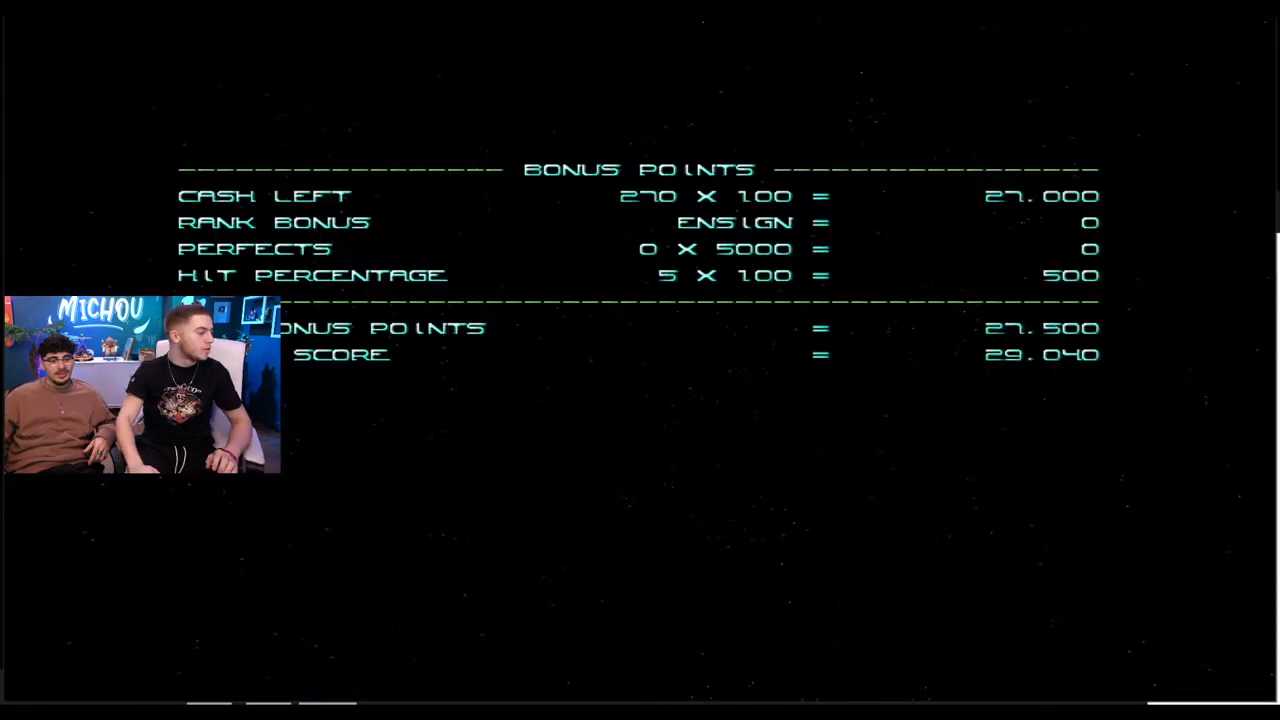 BONUS POINTS
CASH LEFT 270 X 100 = 27.000
RANK BONUS ENSIGN = 0
PERFECTS 0 X 5000 = 0
HIT PERCENTAGE 5 X 100 = 500
ONUS POINTS = 27.500
SCORE = 29.040
MICHOU